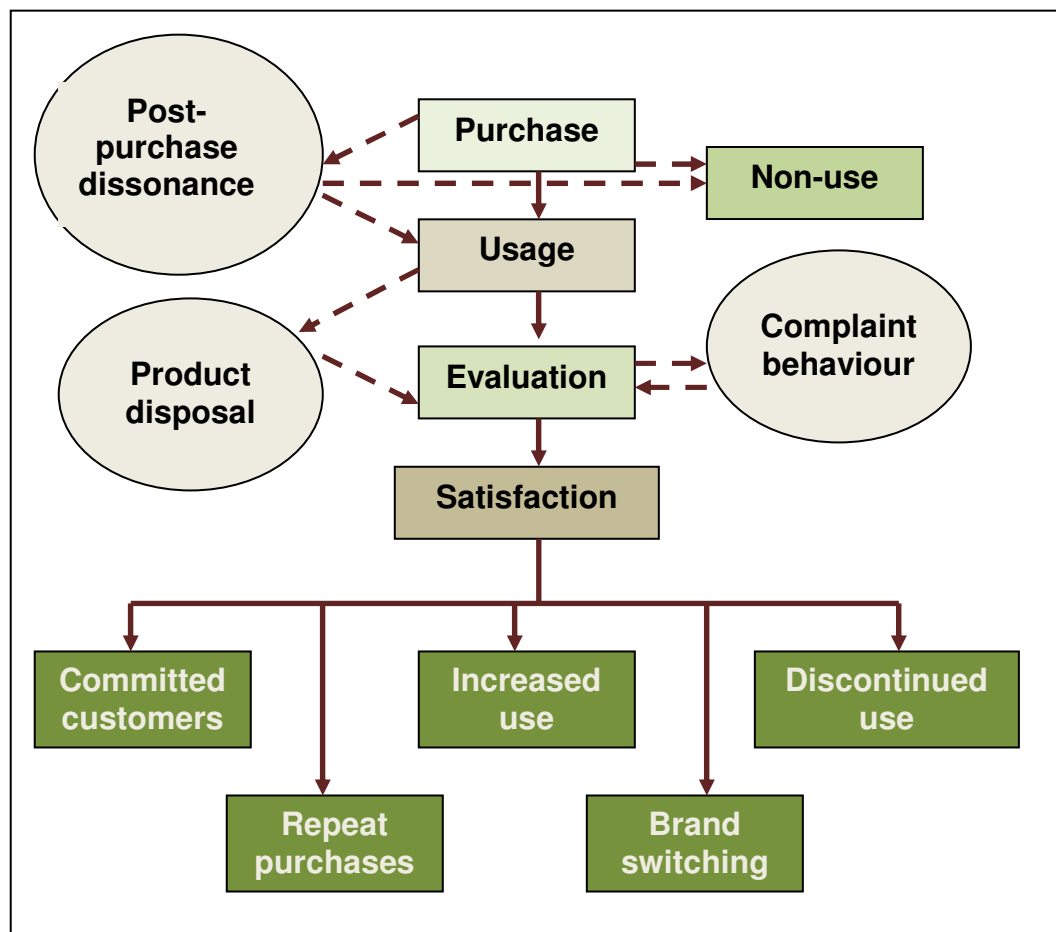 Post-
purchase
dissonance
Purchase
Non-use
Usage
Product
disposal
Evaluation
Complaint
behaviour
Satisfaction
Committed
customers
Increased
use
Discontinued
use
Repeat
purchases
Brand
switching